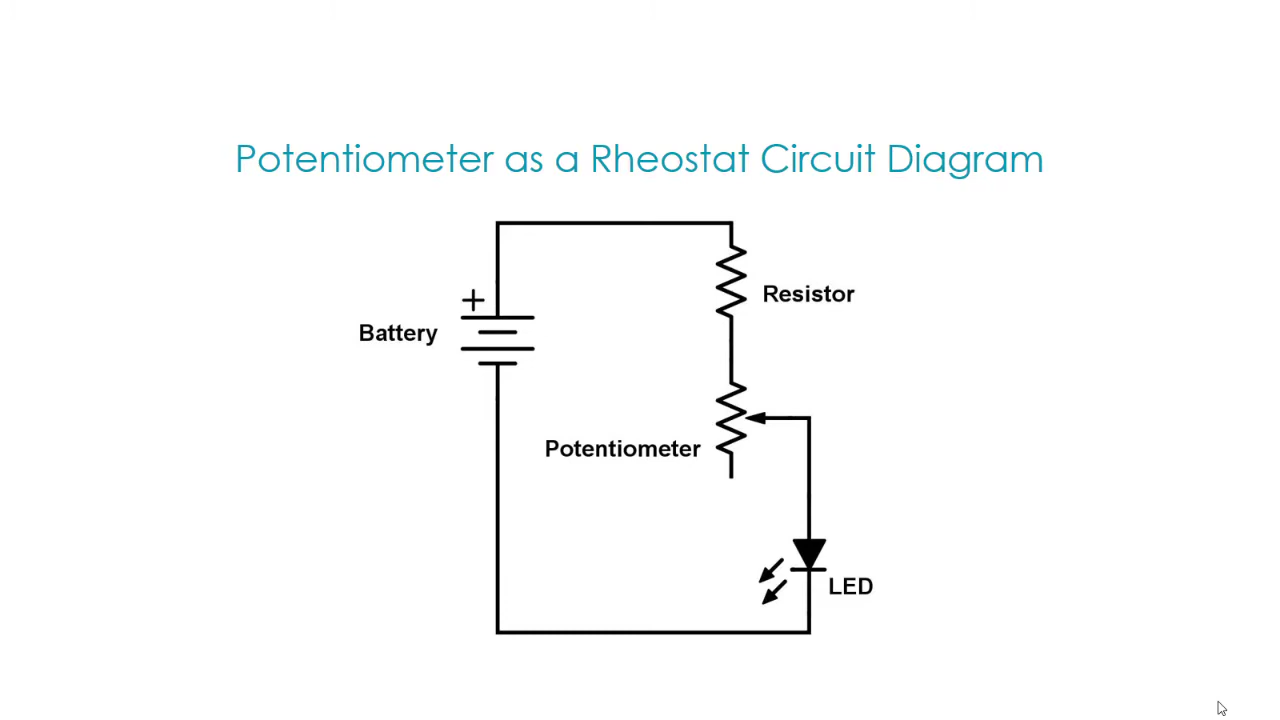 Potentiometer as a Rheostat Circuit Diagram
+
Resistor
Battery
Potentiometer
LED